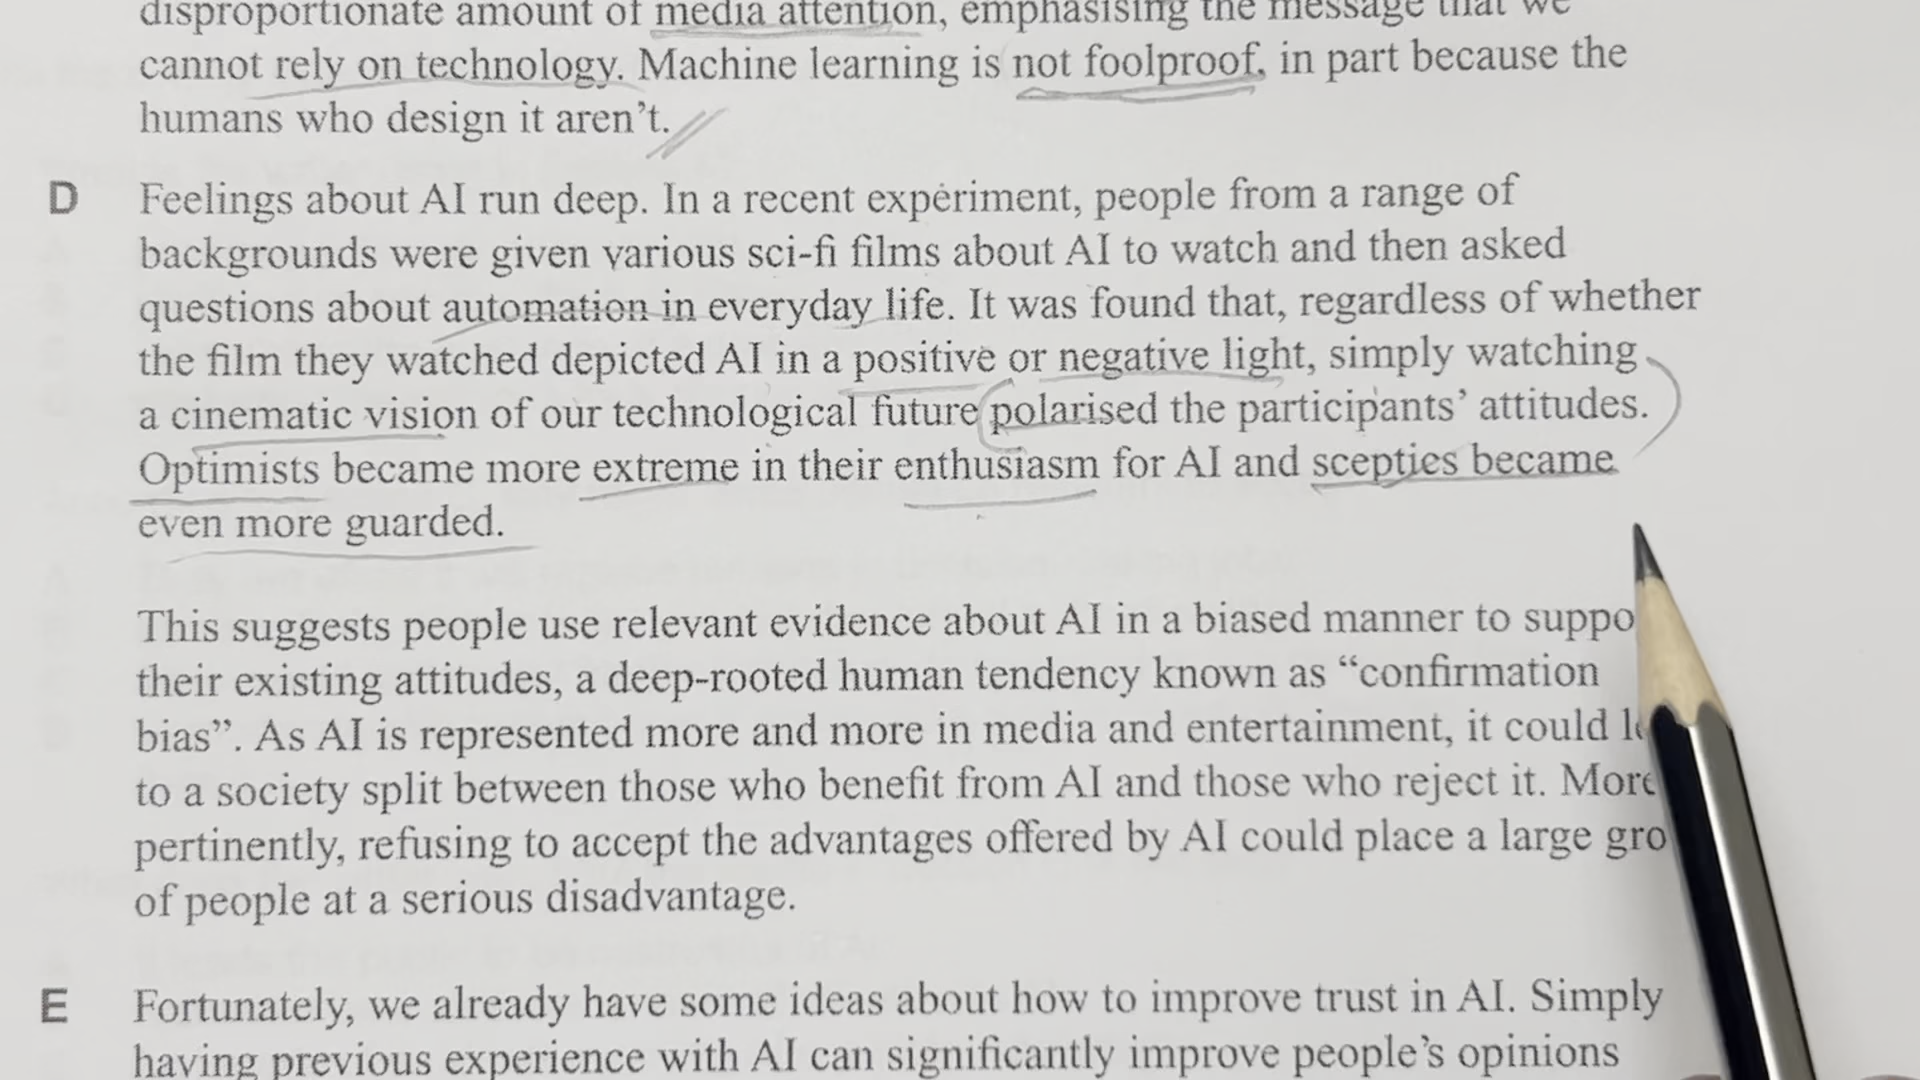 disproportionate amount of media attention, emphasising the message that we
cannot rely on technology. Machine learning is not foolproof, in part because the
humans who design it aren't.
D Feelings about AI run deep. In a recent experiment, people from a range of
backgrounds were given various sci-fi films about AI to watch and then asked
questions about automation in everyday life. It was found that, regardless of whether
the film they watched depicted AI in a positive or negative light, simply watching
a cinematic vision of our technological future polarised the participants' attitudes.
Optimists became more extreme in their enthusiasm for AI and sceptics became
even more guarded.
This suggests people use relevant evidence about AI in a biased manner to suppo
their existing attitudes, a deep-rooted human tendency known as “confirmation
bias”. As AI is represented more and more in media and entertainment, it could
to a society split between those who benefit from AI and those who reject it. More
pertinently, refusing to accept the advantages offered by AI could place a large gro
of people at a serious disadvantage.
E Fortunately, we already have some ideas about how to improve trust in AI. Simply
having previous experience with AI can significantly improve people's opinions